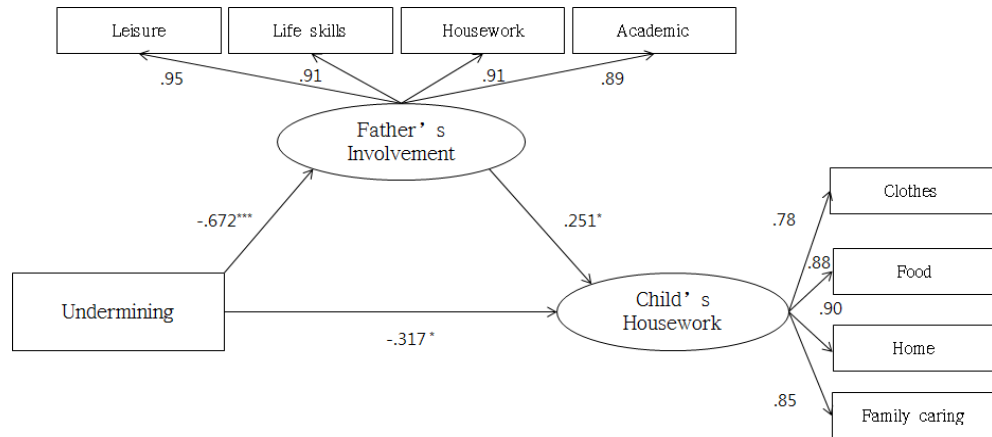 Leisure
Life skills
Housework
Academic
.95
.91
.91
.89
Father’s
Involvement
-.672***
.251*
Undermining
-.317*
Child’s
Housework
.78
.88
.90
.85
Clothes
Food
Home
Family caring